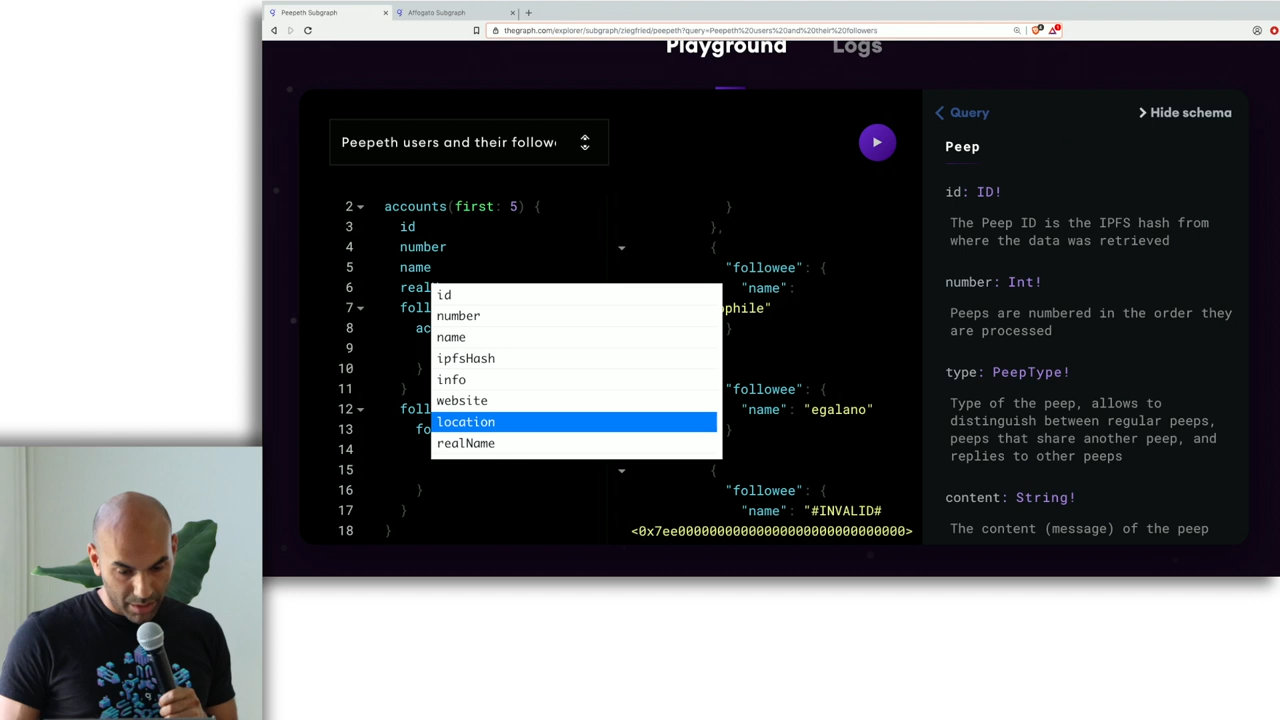 Peepeth Subgraph
Affogato Subgraph
thegraph.com/explorer/subgraph/ziegfried/peepeth?query=Peepeth%20users%20and%20their%20followers
Playground
Logs
Peepeth users and their follow
2 accounts(first: 5) {
3 id
4 number
5 name
6 real
7 foll
8 ac
9
10 }
11 }
12 foll
13 fo
14
15
16 }
17 }
18 }
id
number
name
ipfsHash
info
website
location
realName
}
},
{
"followee": {
"name":
ophile"
}
"followee": {
"name": "egalano"
}
{
"followee": {
"name": "#INVALID#
<0x7ee00000000000000000000000000>
Query
Hide schema
Peep
id: ID!
The Peep ID is the IPFS hash from
where the data was retrieved
number: Int!
Peeps are numbered in the order they
are processed
type: PeepType!
Type of the peep, allows to
distinguish between regular peeps,
peeps that share another peep, and
replies to other peeps
content: String!
The content (message) of the peep